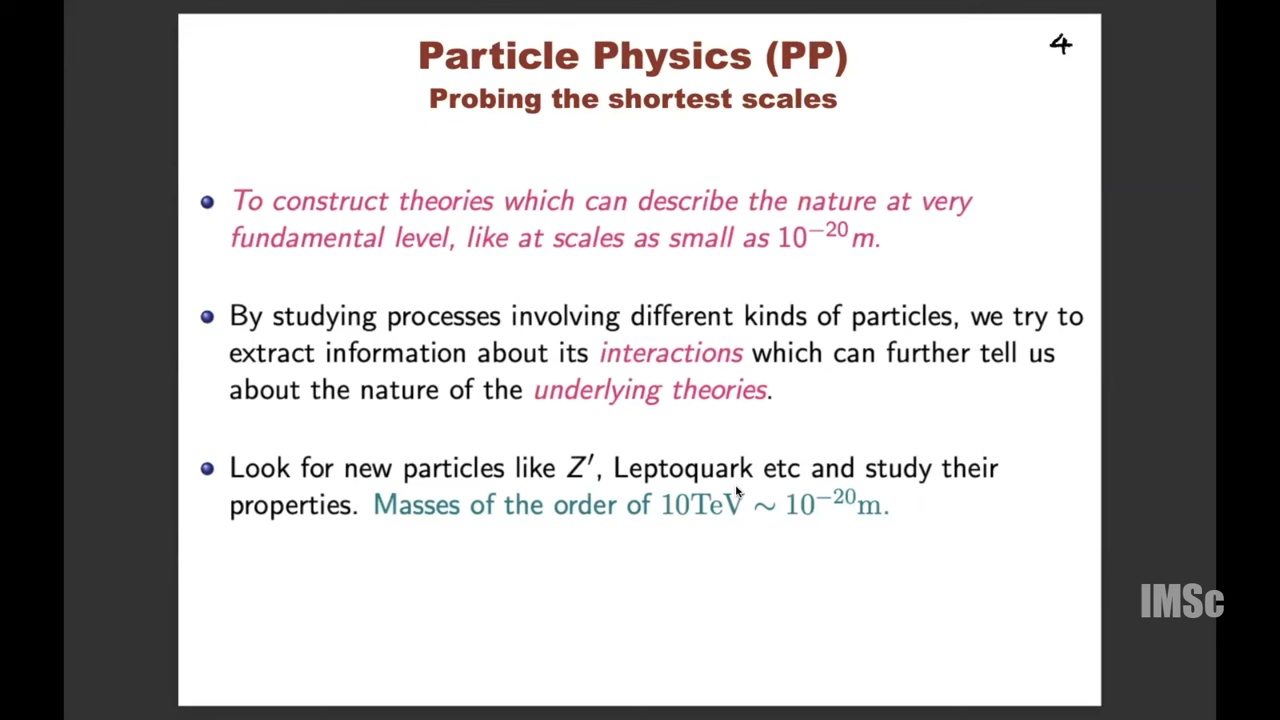 Particle Physics (PP)
4
Probing the shortest scales
To construct theories which can describe the nature at very
fundamental level, like at scales as small as 10⁻²⁰m.
By studying processes involving different kinds of particles, we try to
extract information about its interactions which can further tell us
about the nature of the underlying theories.
Look for new particles like Z′, Leptoquark etc and study their
properties. Masses of the order of 10TeV ∼ 10⁻²⁰m.
IMSc